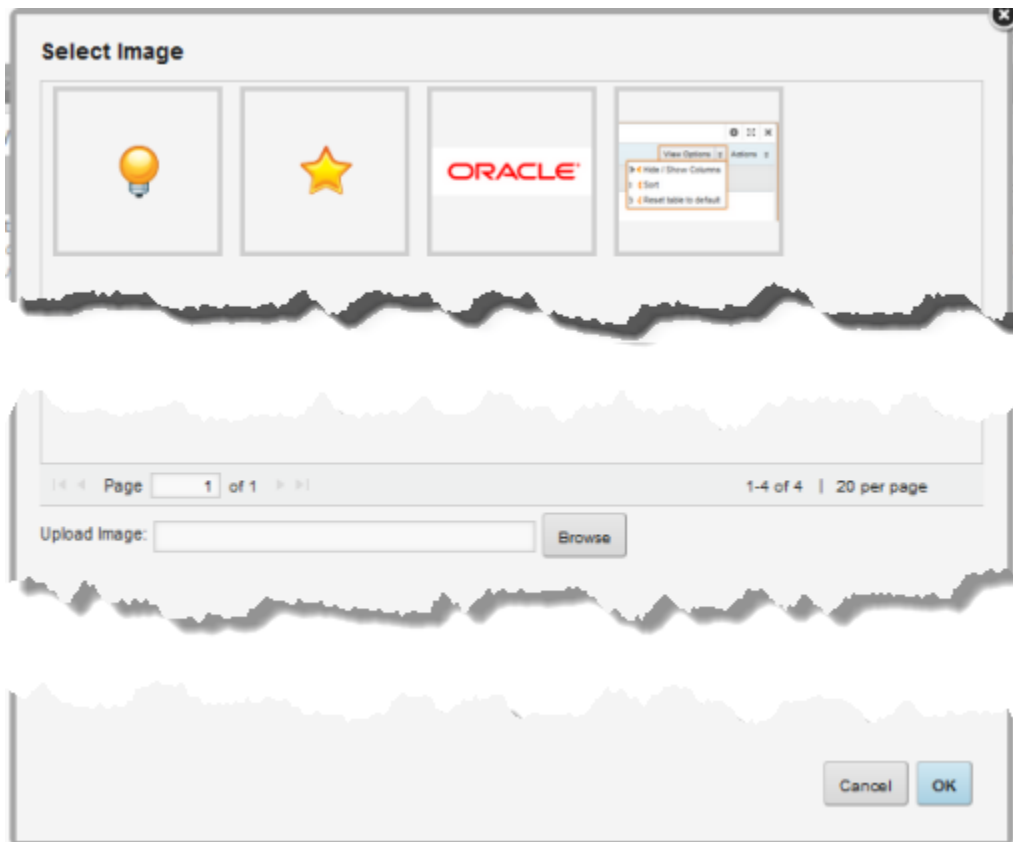 Select Image
ORACLE
View Options Actions
Hide / Show Columns
Sort
Reset table to default
Page 1 of 1 1-4 of 4 | 20 per page
Upload Image: Browse
Cancel OK